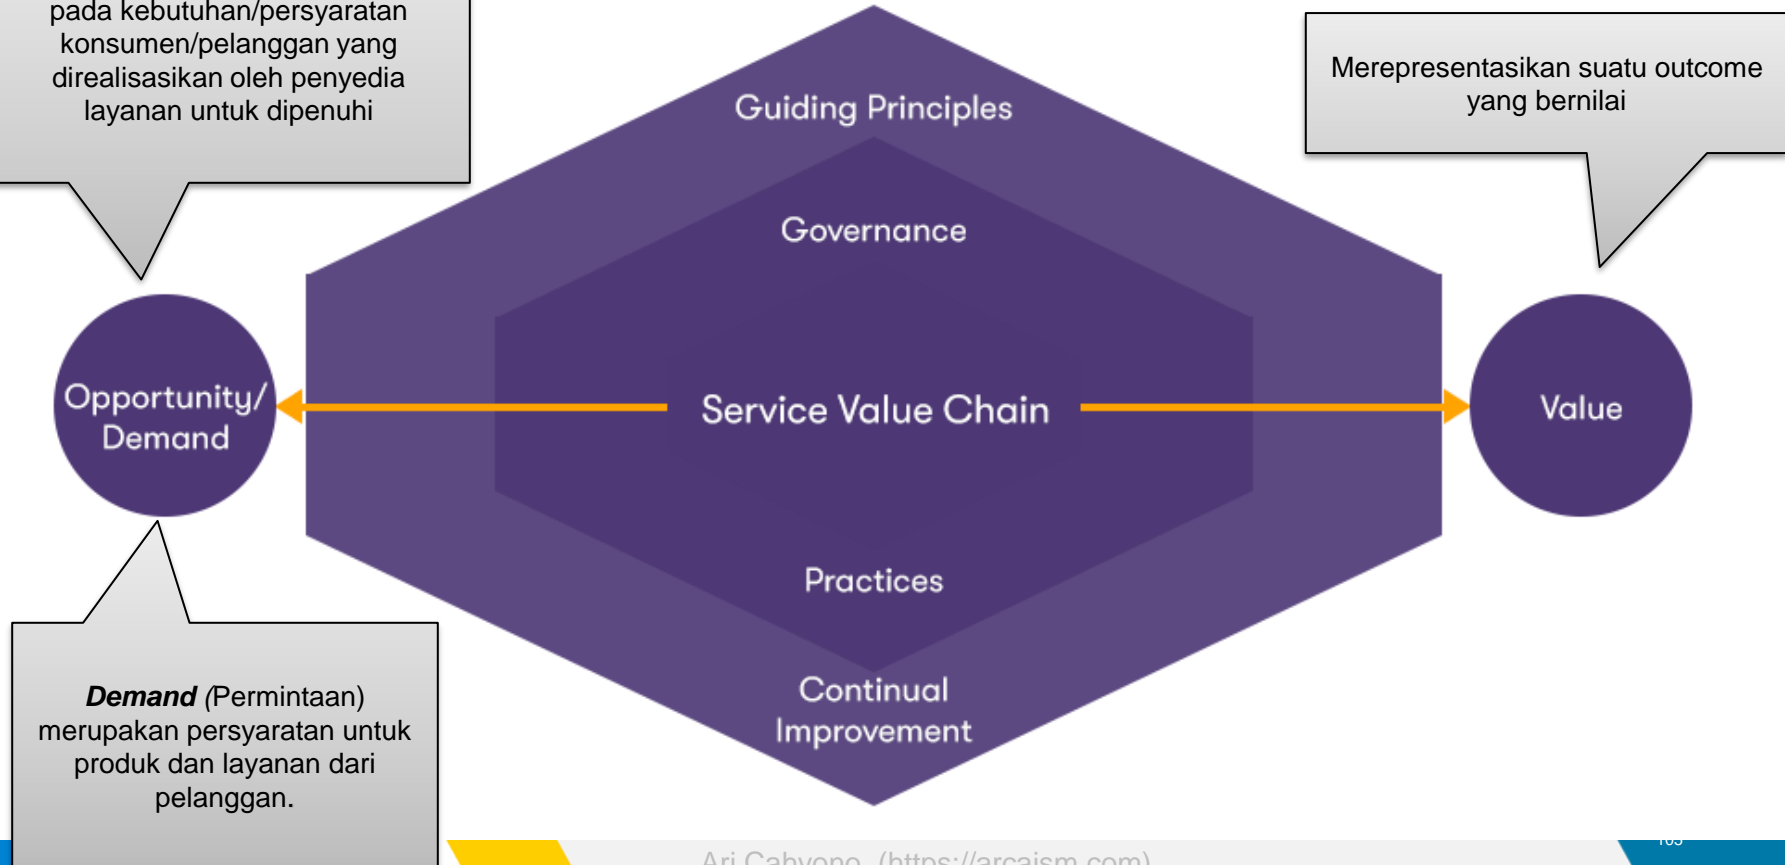 pada kebutuhan/persyaratan
konsumen/pelanggan yang
direalisasikan oleh penyedia
layanan untuk dipenuhi
Merepresentasikan suatu outcome
yang bernilai
Guiding Principles
Governance
Opportunity/
Demand
Service Value Chain
Value
Practices
Continual
Improvement
Demand (Permintaan)
merupakan persyaratan untuk
produk dan layanan dari
pelanggan.
Ari Cahyono (https://arcaism.com)